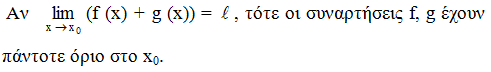 Αν lim x→x₀ (f (x) + g (x)) = ℓ , τότε οι συναρτήσεις f, g έχουν
πάντοτε όριο στο x₀.